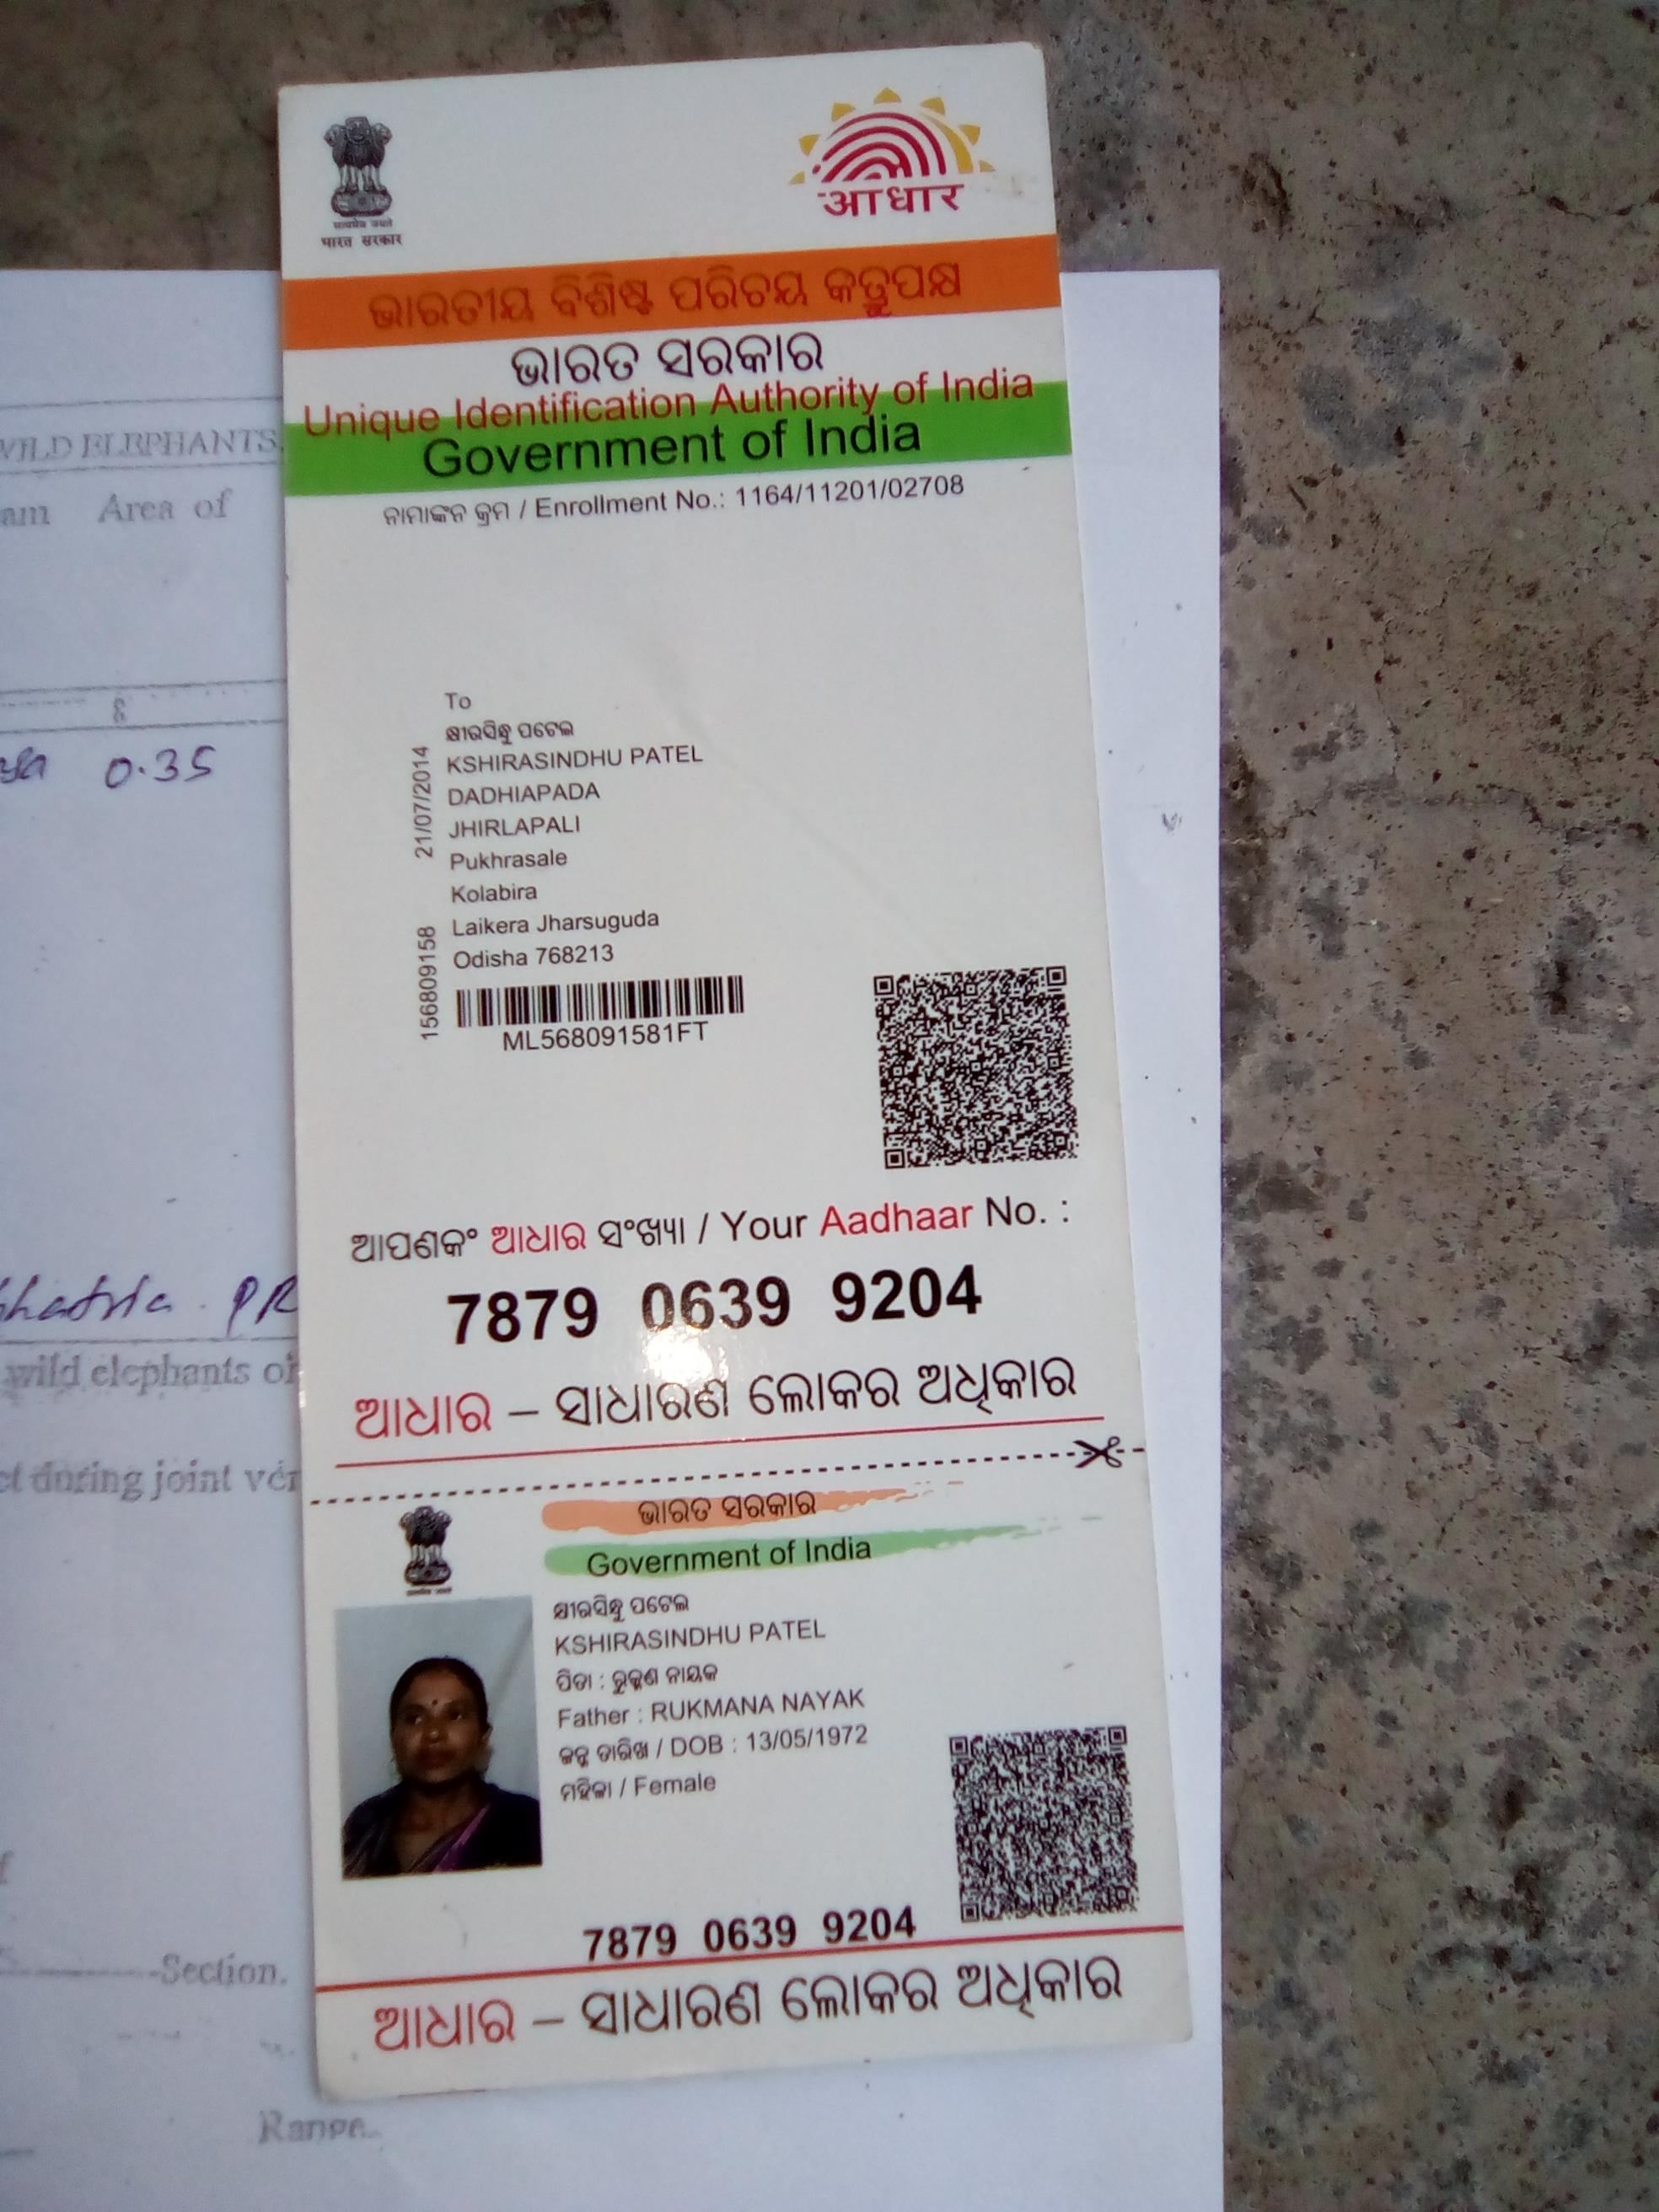 सत्यमेव जयते
भारत सरकार
आधार
ଭାରତୀୟ ବିଶିଷ୍ଟ ପରିଚୟ କର୍ତ୍ତୁପକ୍ଷ
ଭାରତ ସରକାର
Unique Identification Authority of India
Government of India
ନାମାଙ୍କନ କ୍ରମ / Enrollment No.: 1164/11201/02708
To
କ୍ଷୀରସିନ୍ଧୁ ପଟେଲ
KSHIRASINDHU PATEL
DADHIAPADA
JHIRLAPALI
Pukhrasale
Kolabira
Laikera Jharsuguda
Odisha 768213
21/07/2014
156809158
ML568091581FT
ଆପଣଙ୍କ ଆଧାର ସଂଖ୍ୟା / Your Aadhaar No. :
7879 0639 9204
ଆଧାର – ସାଧାରଣ ଲୋକର ଅଧିକାର
ଭାରତ ସରକାର
Government of India
କ୍ଷୀରସିନ୍ଧୁ ପଟେଲ
KSHIRASINDHU PATEL
ପିତା : ରୁକ୍ମଣ ନାୟକ
Father : RUKMANA NAYAK
ଜନ୍ମ ତାରିଖ / DOB : 13/05/1972
ମହିଳା / Female
7879 0639 9204
ଆଧାର – ସାଧାରଣ ଲୋକର ଅଧିକାର
WILD ELEPHANTS
Area of
8
0.35
wild elephants
during joint
Section.
Range